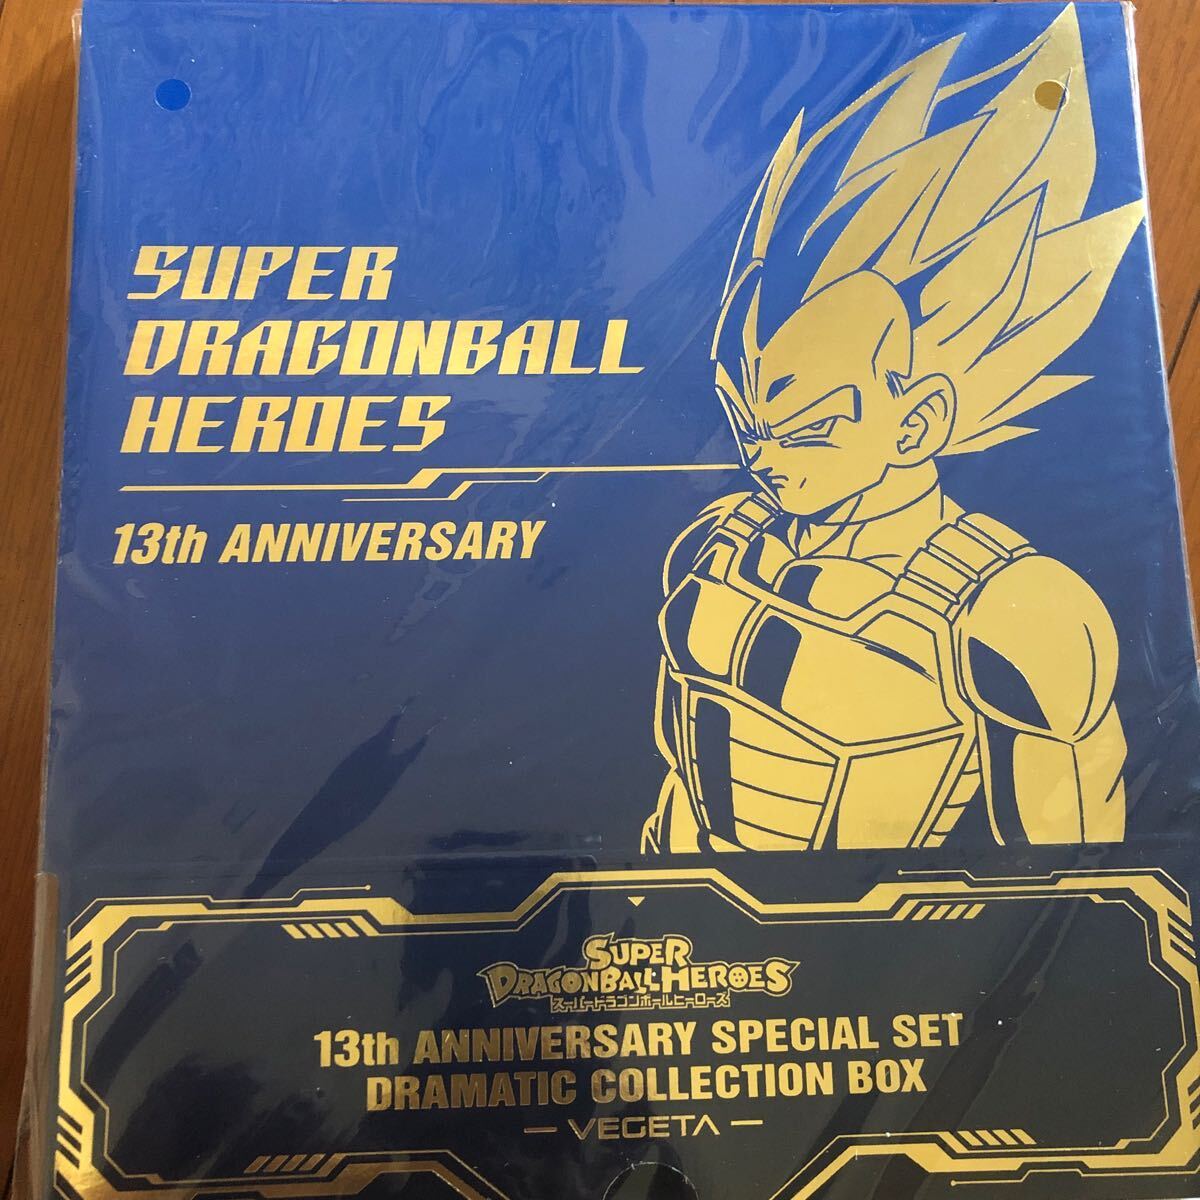 SUPER
DRAGONBALL
HEROES
13th ANNIVERSARY
SUPER
DRAGONBALL HEROES
スーパードラゴンボールヒーローズ
13th ANNIVERSARY SPECIAL SET
DRAMATIC COLLECTION BOX
— VEGETA —